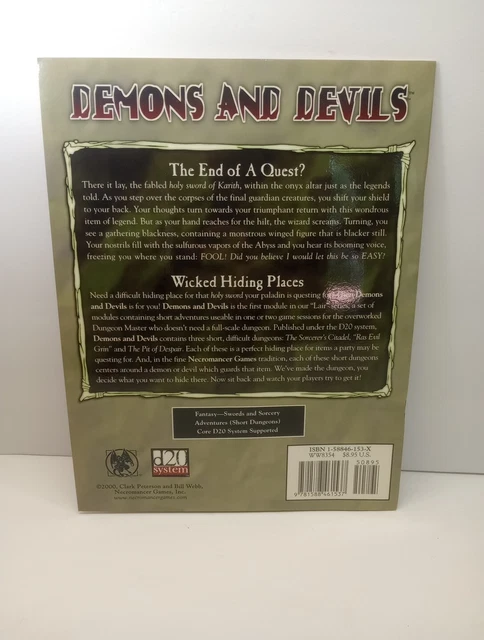 DEMONS AND DEVILS™
The End of A Quest?
There it lay, the fabled holy sword of Karith, within the onyx altar just as the legends
told. As you step over the corpses of the final guardian creatures, you shift your shield
to your back. Your thoughts turn towards your triumphant return with this wondrous
item of legend. But as your hand reaches for the hilt, the wizard screams. Turning, you
see a gathering blackness, containing a monstrous winged figure that is blacker still.
Your nostrils fill with the sulfurous vapors of the Abyss and you hear its booming voice,
freezing you where you stand: FOOL! Did you believe I would let this be so EASY?
Wicked Hiding Places
Need a difficult hiding place for that holy sword your paladin is questing for? Then Demons
and Devils is for you! Demons and Devils is the first module in our "Lair" series, a set of
modules containing short adventures useable in one or two game sessions for the overworked
Dungeon Master who doesn't need a full-scale dungeon. Published under the D20 system,
Demons and Devils contains three short, difficult dungeons: The Sorcerer's Citadel, "Ras Evil
Grin" and The Pit of Despair. Each of these is a perfect hiding place for items a party may be
questing for. And, in the fine Necromancer Games tradition, each of these short dungeons
centers around a demon or devil which guards that item. We've made the dungeon, you
decide what you want to hide there. Now sit back and watch your players try to get it!
Fantasy—Swords and Sorcery
Adventures (Short Dungeons)
Core D20 System Supported
d20
system
©2000, Clark Peterson and Bill Webb,
Necromancer Games, Inc.
www.necromancergames.com
ISBN 1-58846-153-X
WW8354 $8.95 U.S.
50895
9 781588 461537